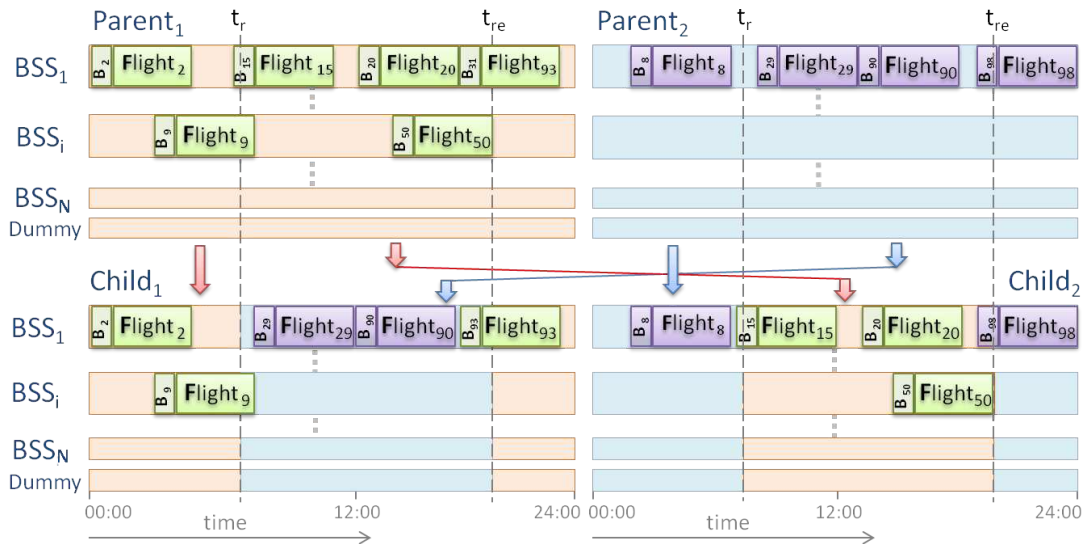 Parent1 tr tre Parent2 tr tre
BSS1 B2 Flight2 B15 Flight15 B20 Flight20 B31 Flight93 B8 Flight8 B29 Flight29 B90 Flight90 B98 Flight98
BSSi B9 Flight9 B50 Flight50
BSSN
Dummy
Child1 Child2
BSS1 B2 Flight2 B29 Flight29 B90 Flight90 B93 Flight93 B8 Flight8 B15 Flight15 B20 Flight20 B98 Flight98
BSSi B9 Flight9 B50 Flight50
BSSN
Dummy
00:00 12:00 24:00 00:00 12:00 24:00
time time